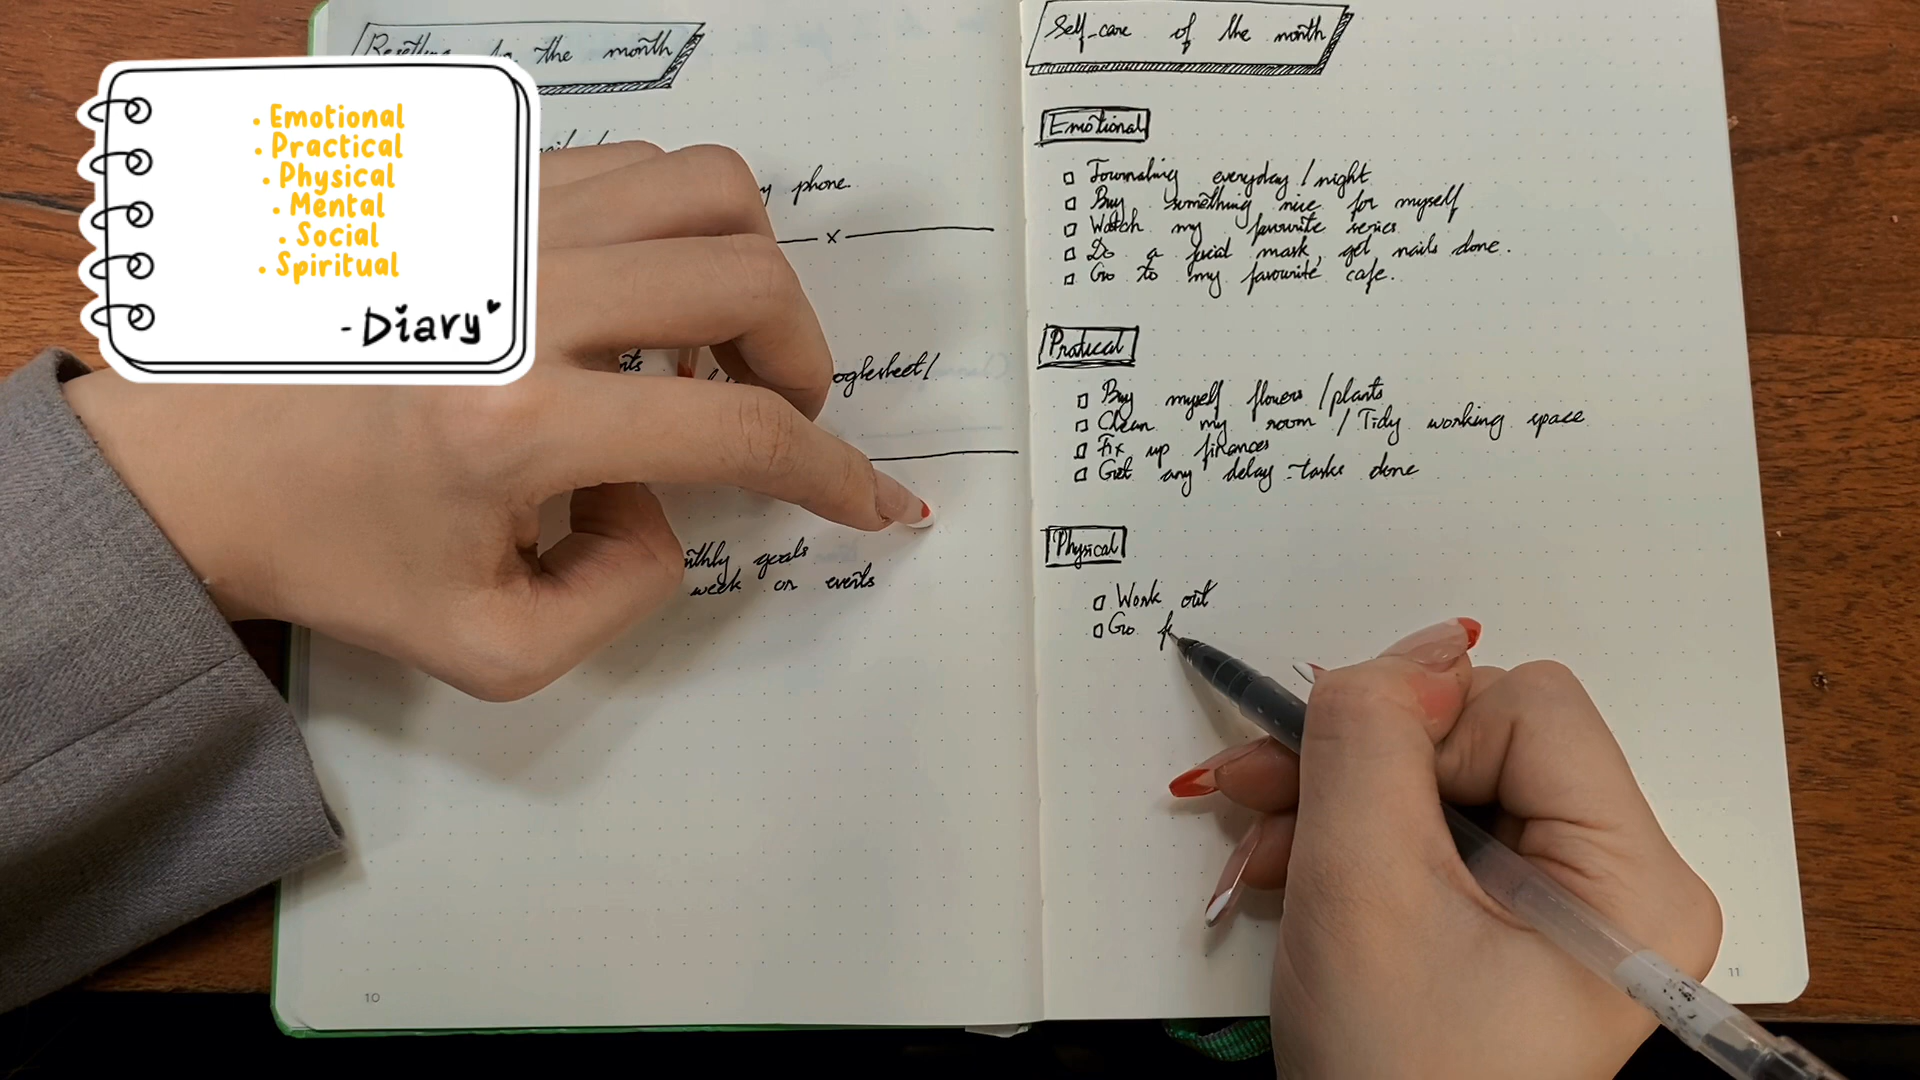 • Emotional
• Practical
• Physical
• Mental
• Social
• Spiritual
- Diary
the month
phone.
x
oglesheet/
goals
week or events
10
Self-care of the month
Emotional
Journaling everyday / night
Buy something nice for myself
Watch my favourite series
Do a facial mask, get nails done.
Go to my favourite cafe.
Pratical
Buy myself flowers / plants
Clean my room / Tidy working space
Fix up finances
Get any delay-tasks done
Physical
Work out
Go f
11